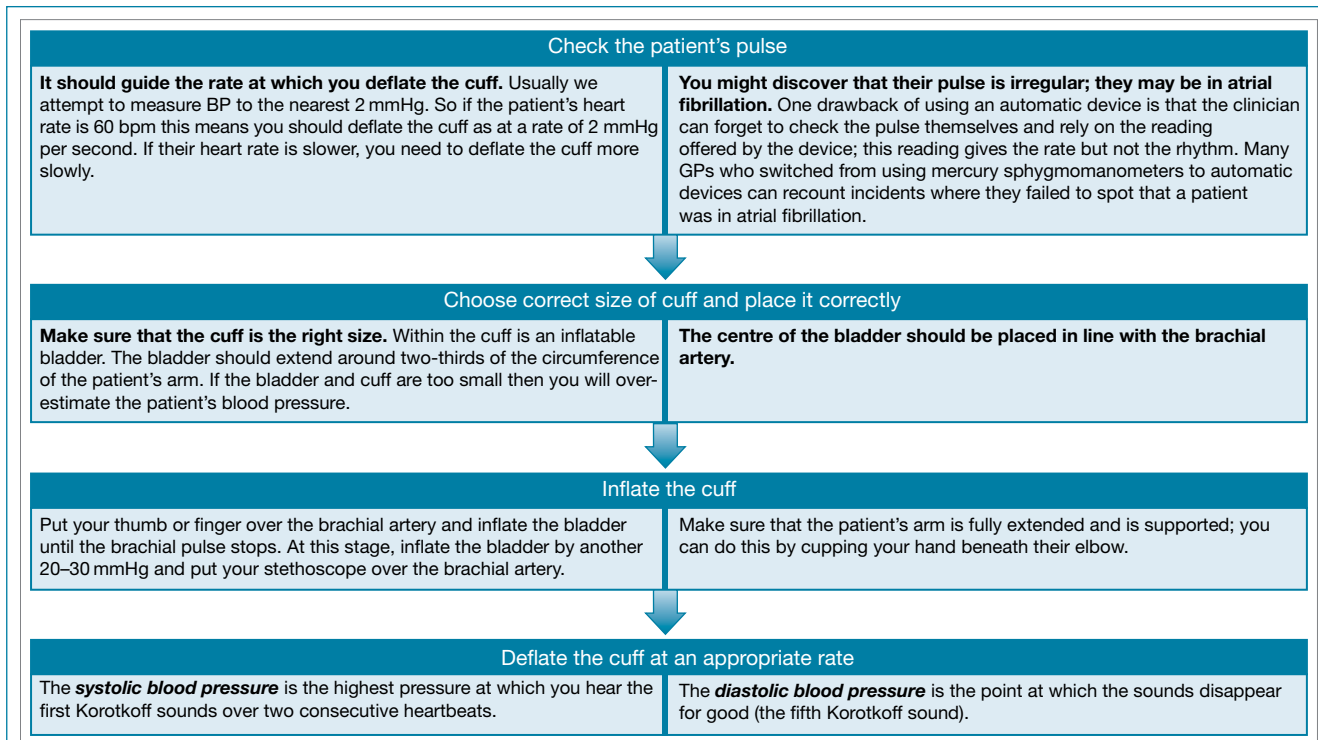 Check the patient’s pulse
It should guide the rate at which you deflate the cuff. Usually we
attempt to measure BP to the nearest 2 mmHg. So if the patient’s heart
rate is 60 bpm this means you should deflate the cuff as at a rate of 2 mmHg
per second. If their heart rate is slower, you need to deflate the cuff more
slowly.
You might discover that their pulse is irregular; they may be in atrial
fibrillation. One drawback of using an automatic device is that the clinician
can forget to check the pulse themselves and rely on the reading
offered by the device; this reading gives the rate but not the rhythm. Many
GPs who switched from using mercury sphygmomanometers to automatic
devices can recount incidents where they failed to spot that a patient
was in atrial fibrillation.
Choose correct size of cuff and place it correctly
Make sure that the cuff is the right size. Within the cuff is an inflatable
bladder. The bladder should extend around two-thirds of the circumference
of the patient’s arm. If the bladder and cuff are too small then you will over-
estimate the patient’s blood pressure.
The centre of the bladder should be placed in line with the brachial
artery.
Inflate the cuff
Put your thumb or finger over the brachial artery and inflate the bladder
until the brachial pulse stops. At this stage, inflate the bladder by another
20–30 mmHg and put your stethoscope over the brachial artery.
Make sure that the patient’s arm is fully extended and is supported; you
can do this by cupping your hand beneath their elbow.
Deflate the cuff at an appropriate rate
The systolic blood pressure is the highest pressure at which you hear the
first Korotkoff sounds over two consecutive heartbeats.
The diastolic blood pressure is the point at which the sounds disappear
for good (the fifth Korotkoff sound).